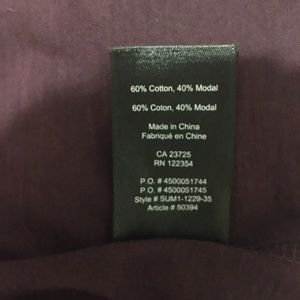 60% Cotton, 40% Modal
60% Coton, 40% Modal
Made in China
Fabriqué en Chine
CA 23725
RN 122354
P.O. # 4500051744
P.O. # 4500051745
Style # SUM1-1229-35
Article # 50394